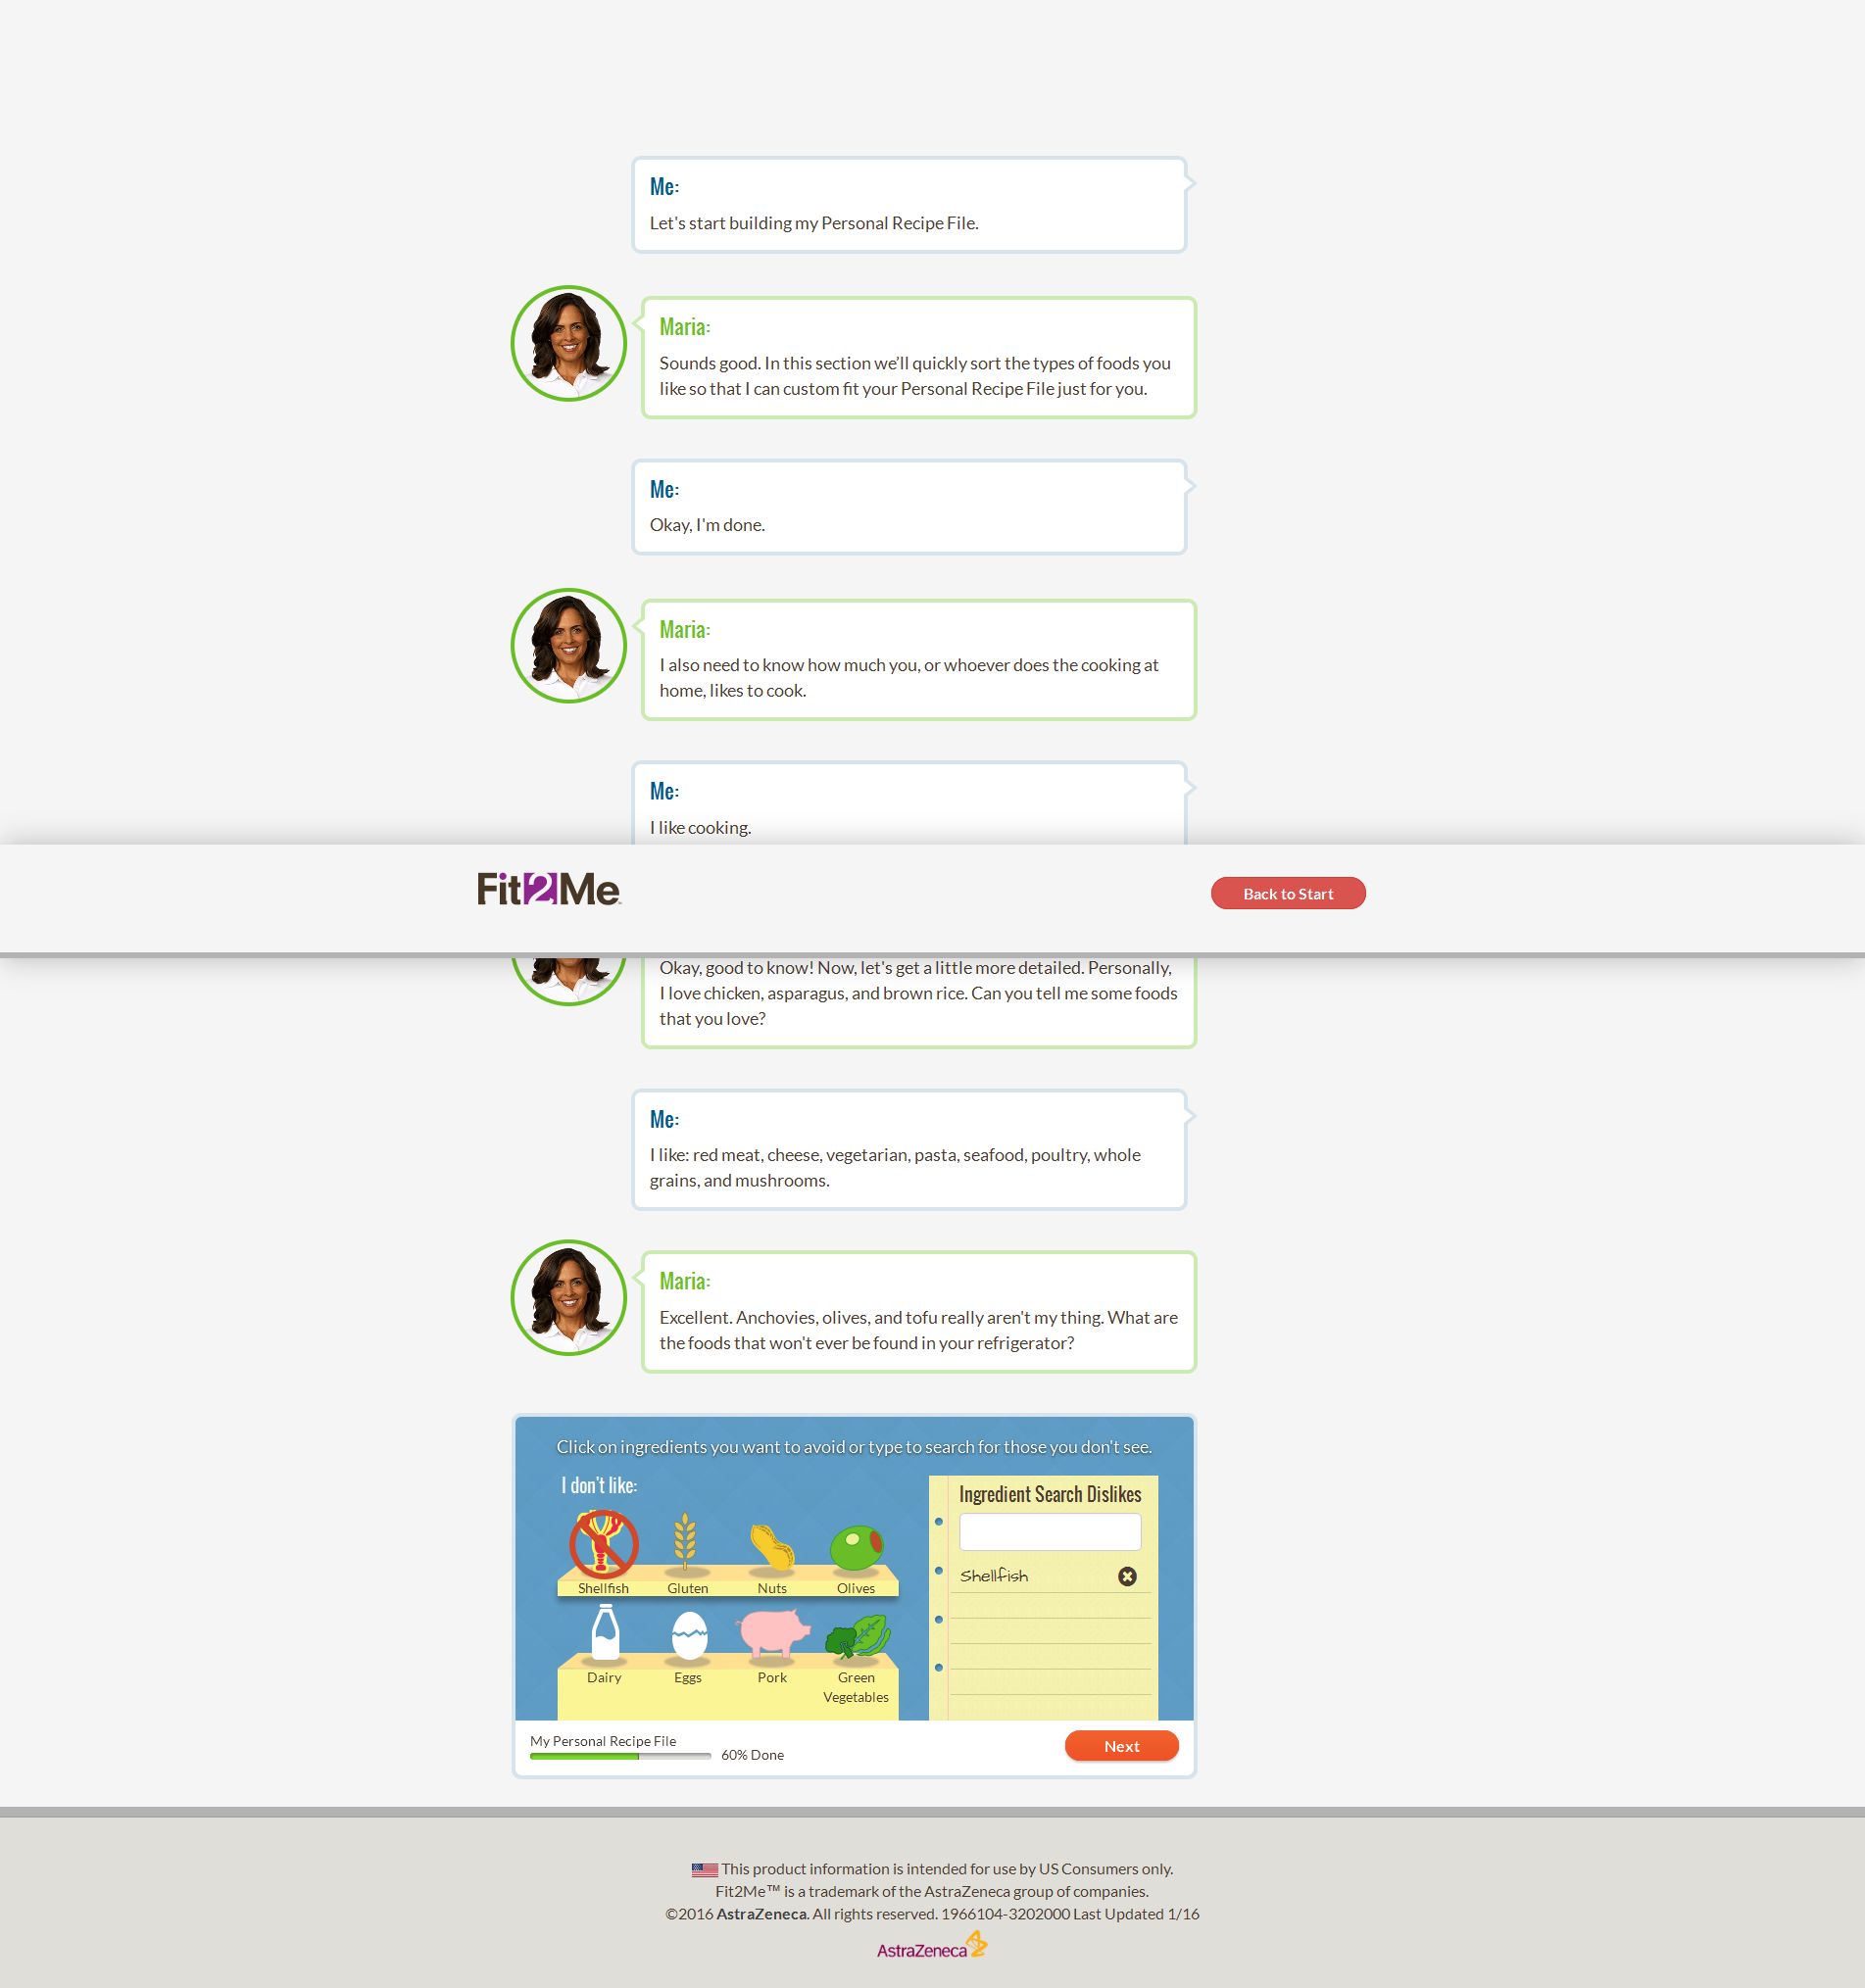 Me:
Let's start building my Personal Recipe File.
Maria:
Sounds good. In this section we'll quickly sort the types of foods you
like so that I can custom fit your Personal Recipe File just for you.
Me:
Okay, I'm done.
Maria:
I also need to know how much you, or whoever does the cooking at
home, likes to cook.
Me:
I like cooking.
Fit2Me™
Back to Start
Okay, good to know! Now, let's get a little more detailed. Personally,
I love chicken, asparagus, and brown rice. Can you tell me some foods
that you love?
Me:
I like: red meat, cheese, vegetarian, pasta, seafood, poultry, whole
grains, and mushrooms.
Maria:
Excellent. Anchovies, olives, and tofu really aren't my thing. What are
the foods that won't ever be found in your refrigerator?
Click on ingredients you want to avoid or type to search for those you don't see.
I don't like:
Shellfish Gluten Nuts Olives
Dairy Eggs Pork Green
Vegetables
Ingredient Search Dislikes
Shellfish
My Personal Recipe File
60% Done
Next
This product information is intended for use by US Consumers only.
Fit2Me™ is a trademark of the AstraZeneca group of companies.
©2016 AstraZeneca. All rights reserved. 1966104-3202000 Last Updated 1/16
AstraZeneca